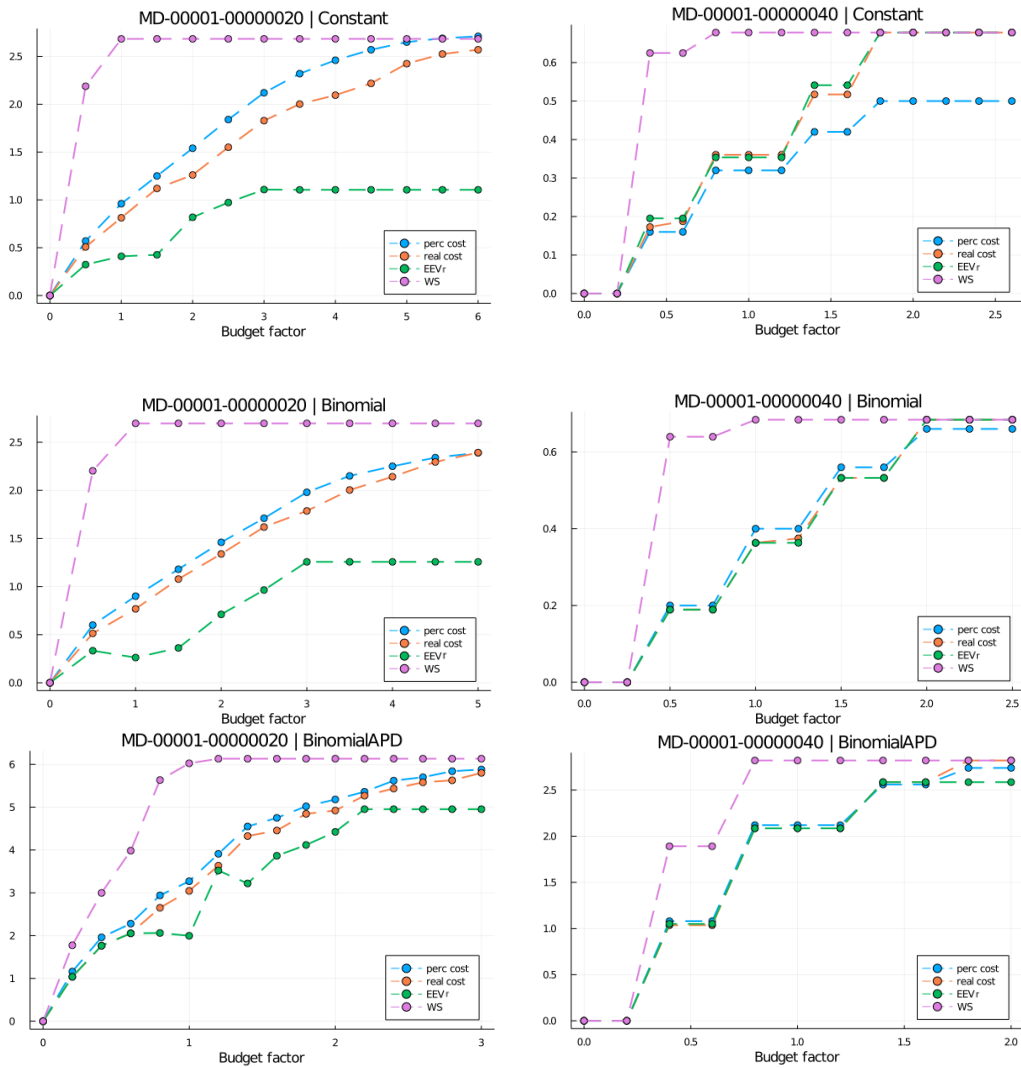 MD-00001-00000020 | Constant
2.5
2.0
1.5
1.0
0.5
0.0
0 1 2 3 4 5 6
Budget factor
perc cost
real cost
EEVr
WS
MD-00001-00000040 | Constant
0.6
0.5
0.4
0.3
0.2
0.1
0.0
0.0 0.5 1.0 1.5 2.0 2.5
Budget factor
perc cost
real cost
EEVr
WS
MD-00001-00000020 | Binomial
2.5
2.0
1.5
1.0
0.5
0.0
0 1 2 3 4 5
Budget factor
perc cost
real cost
EEVr
WS
MD-00001-00000040 | Binomial
0.6
0.4
0.2
0.0
0.0 0.5 1.0 1.5 2.0 2.5
Budget factor
perc cost
real cost
EEVr
WS
MD-00001-00000020 | BinomialAPD
6
5
4
3
2
1
0
0 1 2 3
Budget factor
perc cost
real cost
EEVr
WS
MD-00001-00000040 | BinomialAPD
2.5
2.0
1.5
1.0
0.5
0.0
0.0 0.5 1.0 1.5 2.0
Budget factor
perc cost
real cost
EEVr
WS